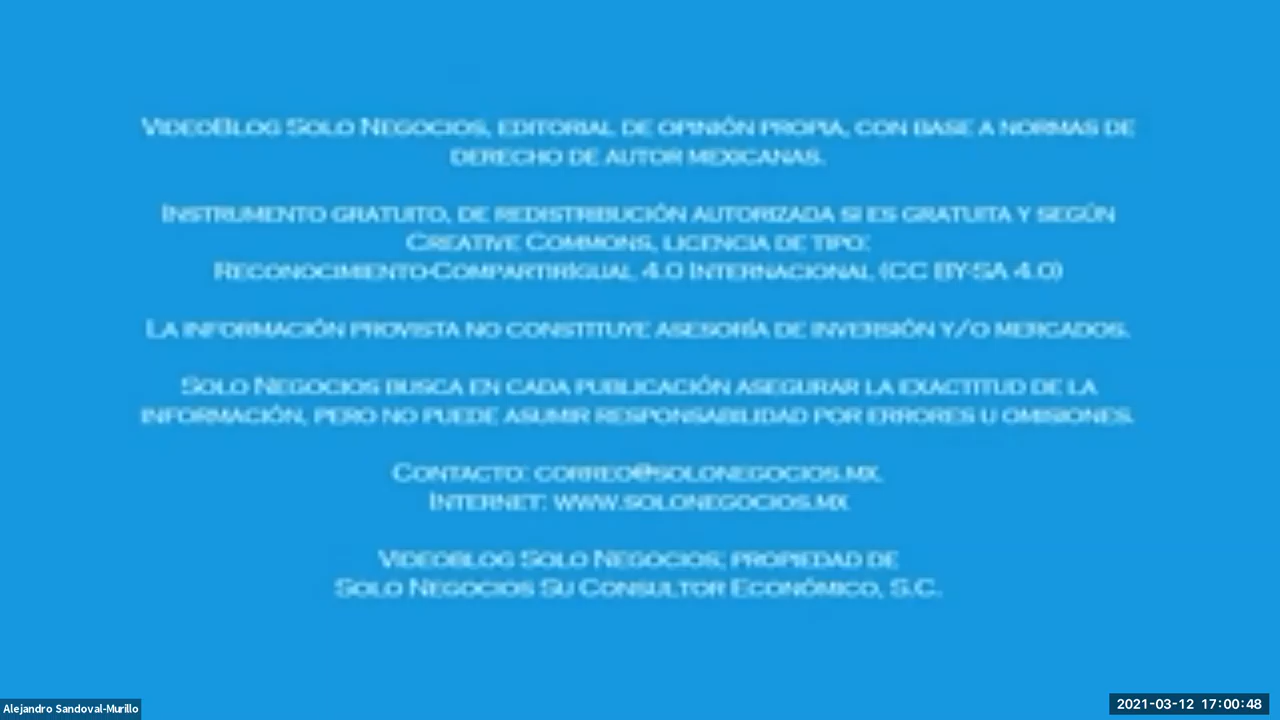 VideoBlog Solo Negocios, editorial de opinión propia, con base a normas de
derecho de autor mexicanas.
Instrumento gratuito, de redistribución autorizada si es gratuita y según
Creative Commons, licencia de tipo:
Reconocimiento-CompartirIgual 4.0 Internacional (CC BY-SA 4.0)
La información provista no constituye asesoría de inversión y/o mercados.
Solo Negocios busca en cada publicación asegurar la exactitud de la
información, pero no puede asumir responsabilidad por errores u omisiones.
Contacto: correo@solonegocios.mx.
Internet: www.solonegocios.mx
Videoblog Solo Negocios; propiedad de
Solo Negocios Su Consultor Económico, S.C.
Alejandro Sandoval-Murillo
2021-03-12 17:00:48